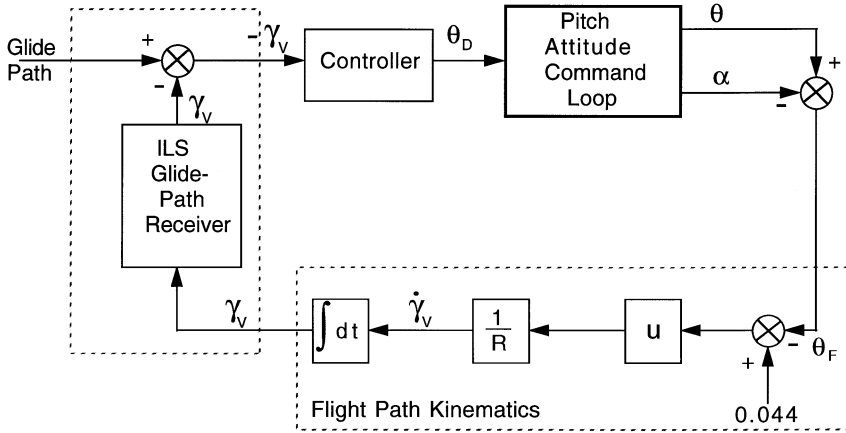 Glide
Path
+
-
- γv
Controller
θD
Pitch
Attitude
Command
Loop
θ
α
+
-
γv
ILS
Glide-
Path
Receiver
γv
∫ dt
γ̇v
1
R
u
-
+
θF
0.044
Flight Path Kinematics